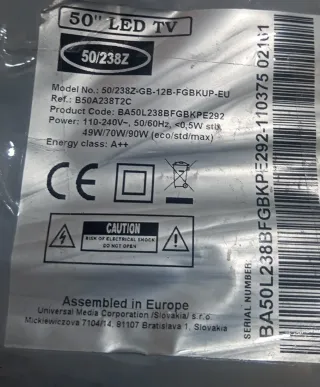 50" LED TV
50/238Z
Model No.: 50/238Z-GB-12B-FGBKUP-EU
Ref.: B50A238T2C
Product Code: BA50L238BFGBKPE292
Power: 110-240V~, 50/60Hz, <0,5W stb,
49W/70W/90W (eco/std/max)
Energy class: A++
CE
CAUTION
RISK OF ELECTRICAL SHOCK
DO NOT OPEN
Assembled in Europe
Universal Media Corporation /Slovakia/ s.r.o.
Mickiewiczova 7104/14, 81107 Bratislava 1, Slovakia
SERIAL NUMBER
BA50L238BFGBKPE292-110375 02161